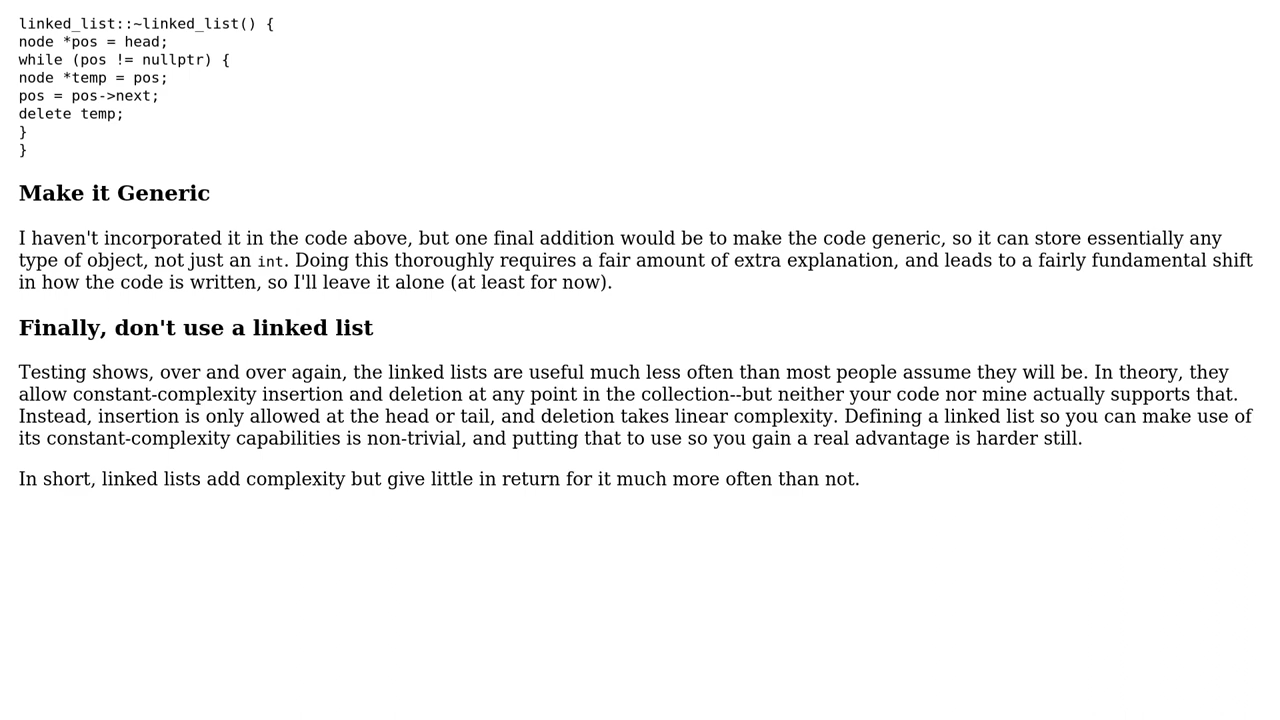 linked_list::~linked_list() {
node *pos = head;
while (pos != nullptr) {
node *temp = pos;
pos = pos->next;
delete temp;
}
}
Make it Generic
I haven't incorporated it in the code above, but one final addition would be to make the code generic, so it can store essentially any
type of object, not just an int. Doing this thoroughly requires a fair amount of extra explanation, and leads to a fairly fundamental shift
in how the code is written, so I'll leave it alone (at least for now).
Finally, don't use a linked list
Testing shows, over and over again, the linked lists are useful much less often than most people assume they will be. In theory, they
allow constant-complexity insertion and deletion at any point in the collection--but neither your code nor mine actually supports that.
Instead, insertion is only allowed at the head or tail, and deletion takes linear complexity. Defining a linked list so you can make use of
its constant-complexity capabilities is non-trivial, and putting that to use so you gain a real advantage is harder still.
In short, linked lists add complexity but give little in return for it much more often than not.